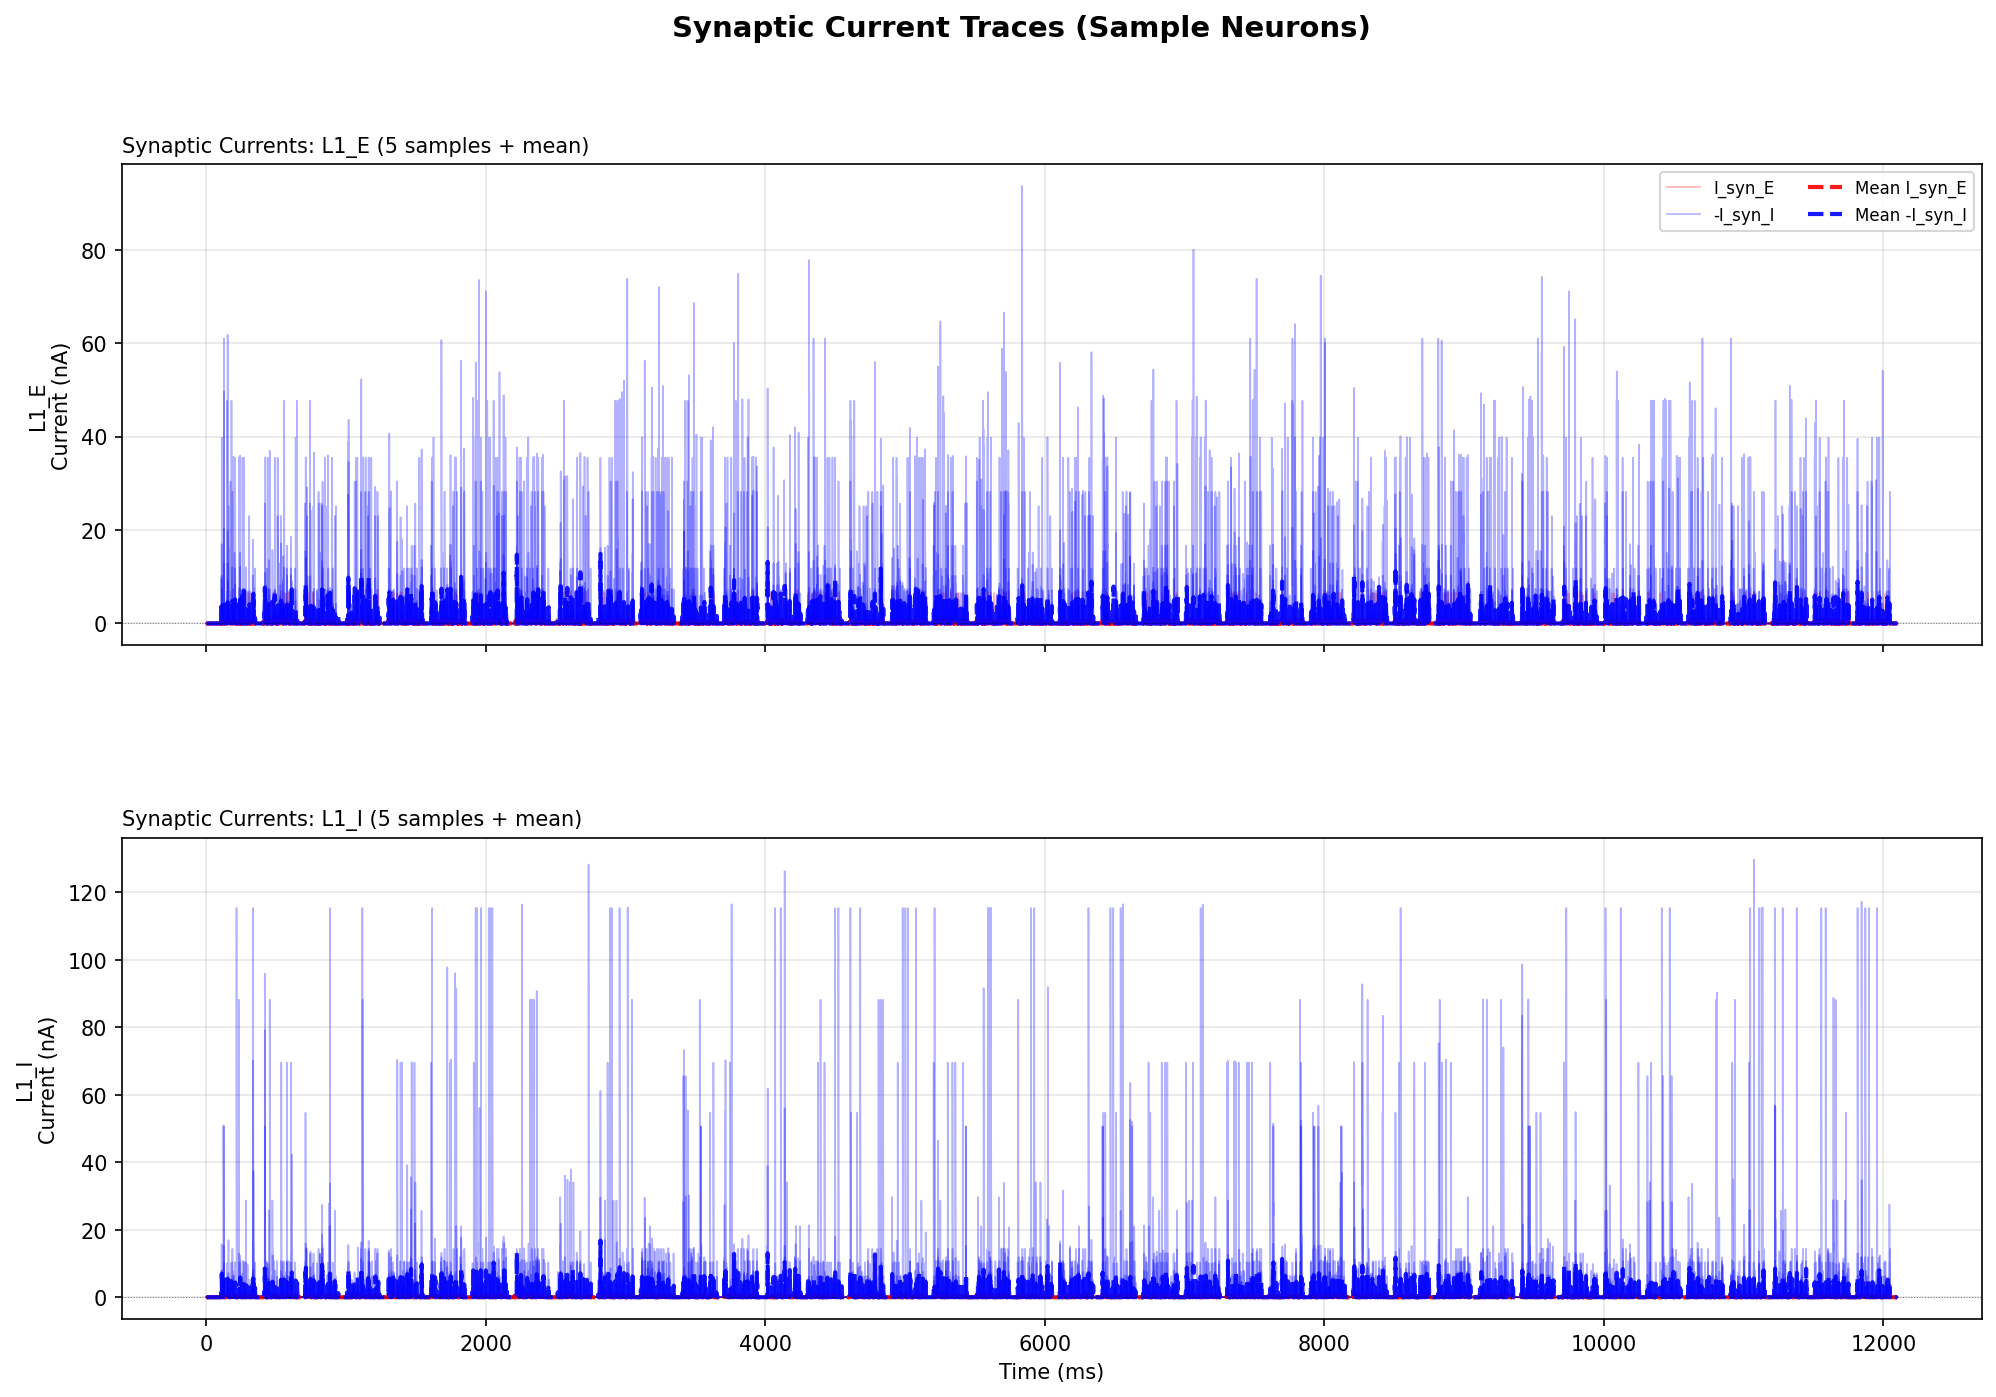 Synaptic Current Traces (Sample Neurons)
Synaptic Currents: L1_E (5 samples + mean)
I_syn_E
-I_syn_I
Mean I_syn_E
Mean -I_syn_I
L1_E
Current (nA)
80
60
40
20
0
Synaptic Currents: L1_I (5 samples + mean)
L1_I
Current (nA)
120
100
80
60
40
20
0
0 2000 4000 6000 8000 10000 12000
Time (ms)